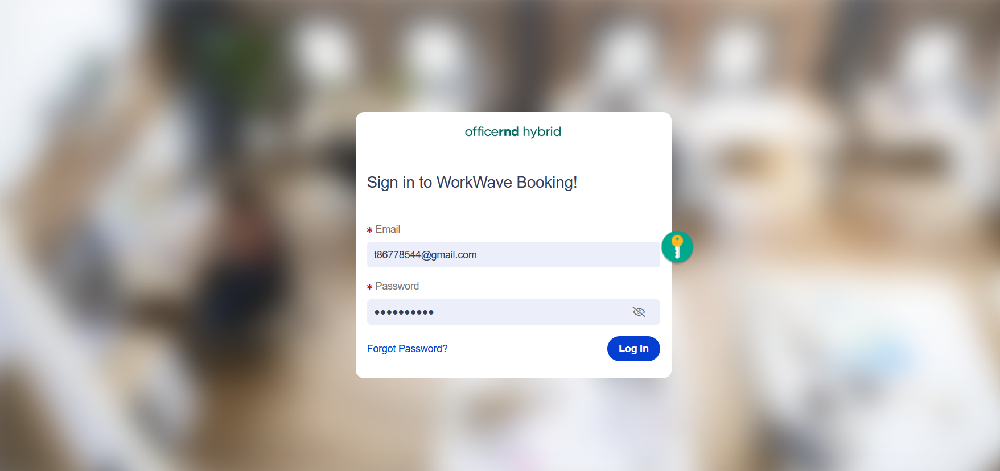 officernd hybrid
Sign in to WorkWave Booking!
* Email
t86778544@gmail.com
* Password
••••••••••
Forgot Password?
Log In